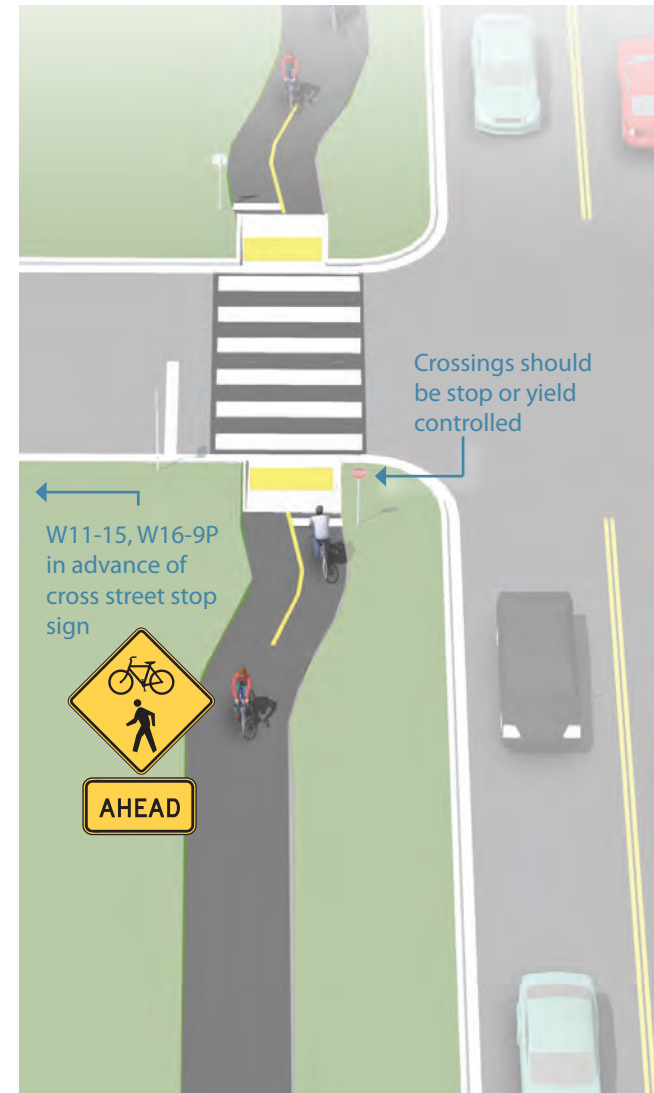 Crossings should
be stop or yield
controlled
STOP
W11-15, W16-9P
in advance of
cross street stop
sign
AHEAD